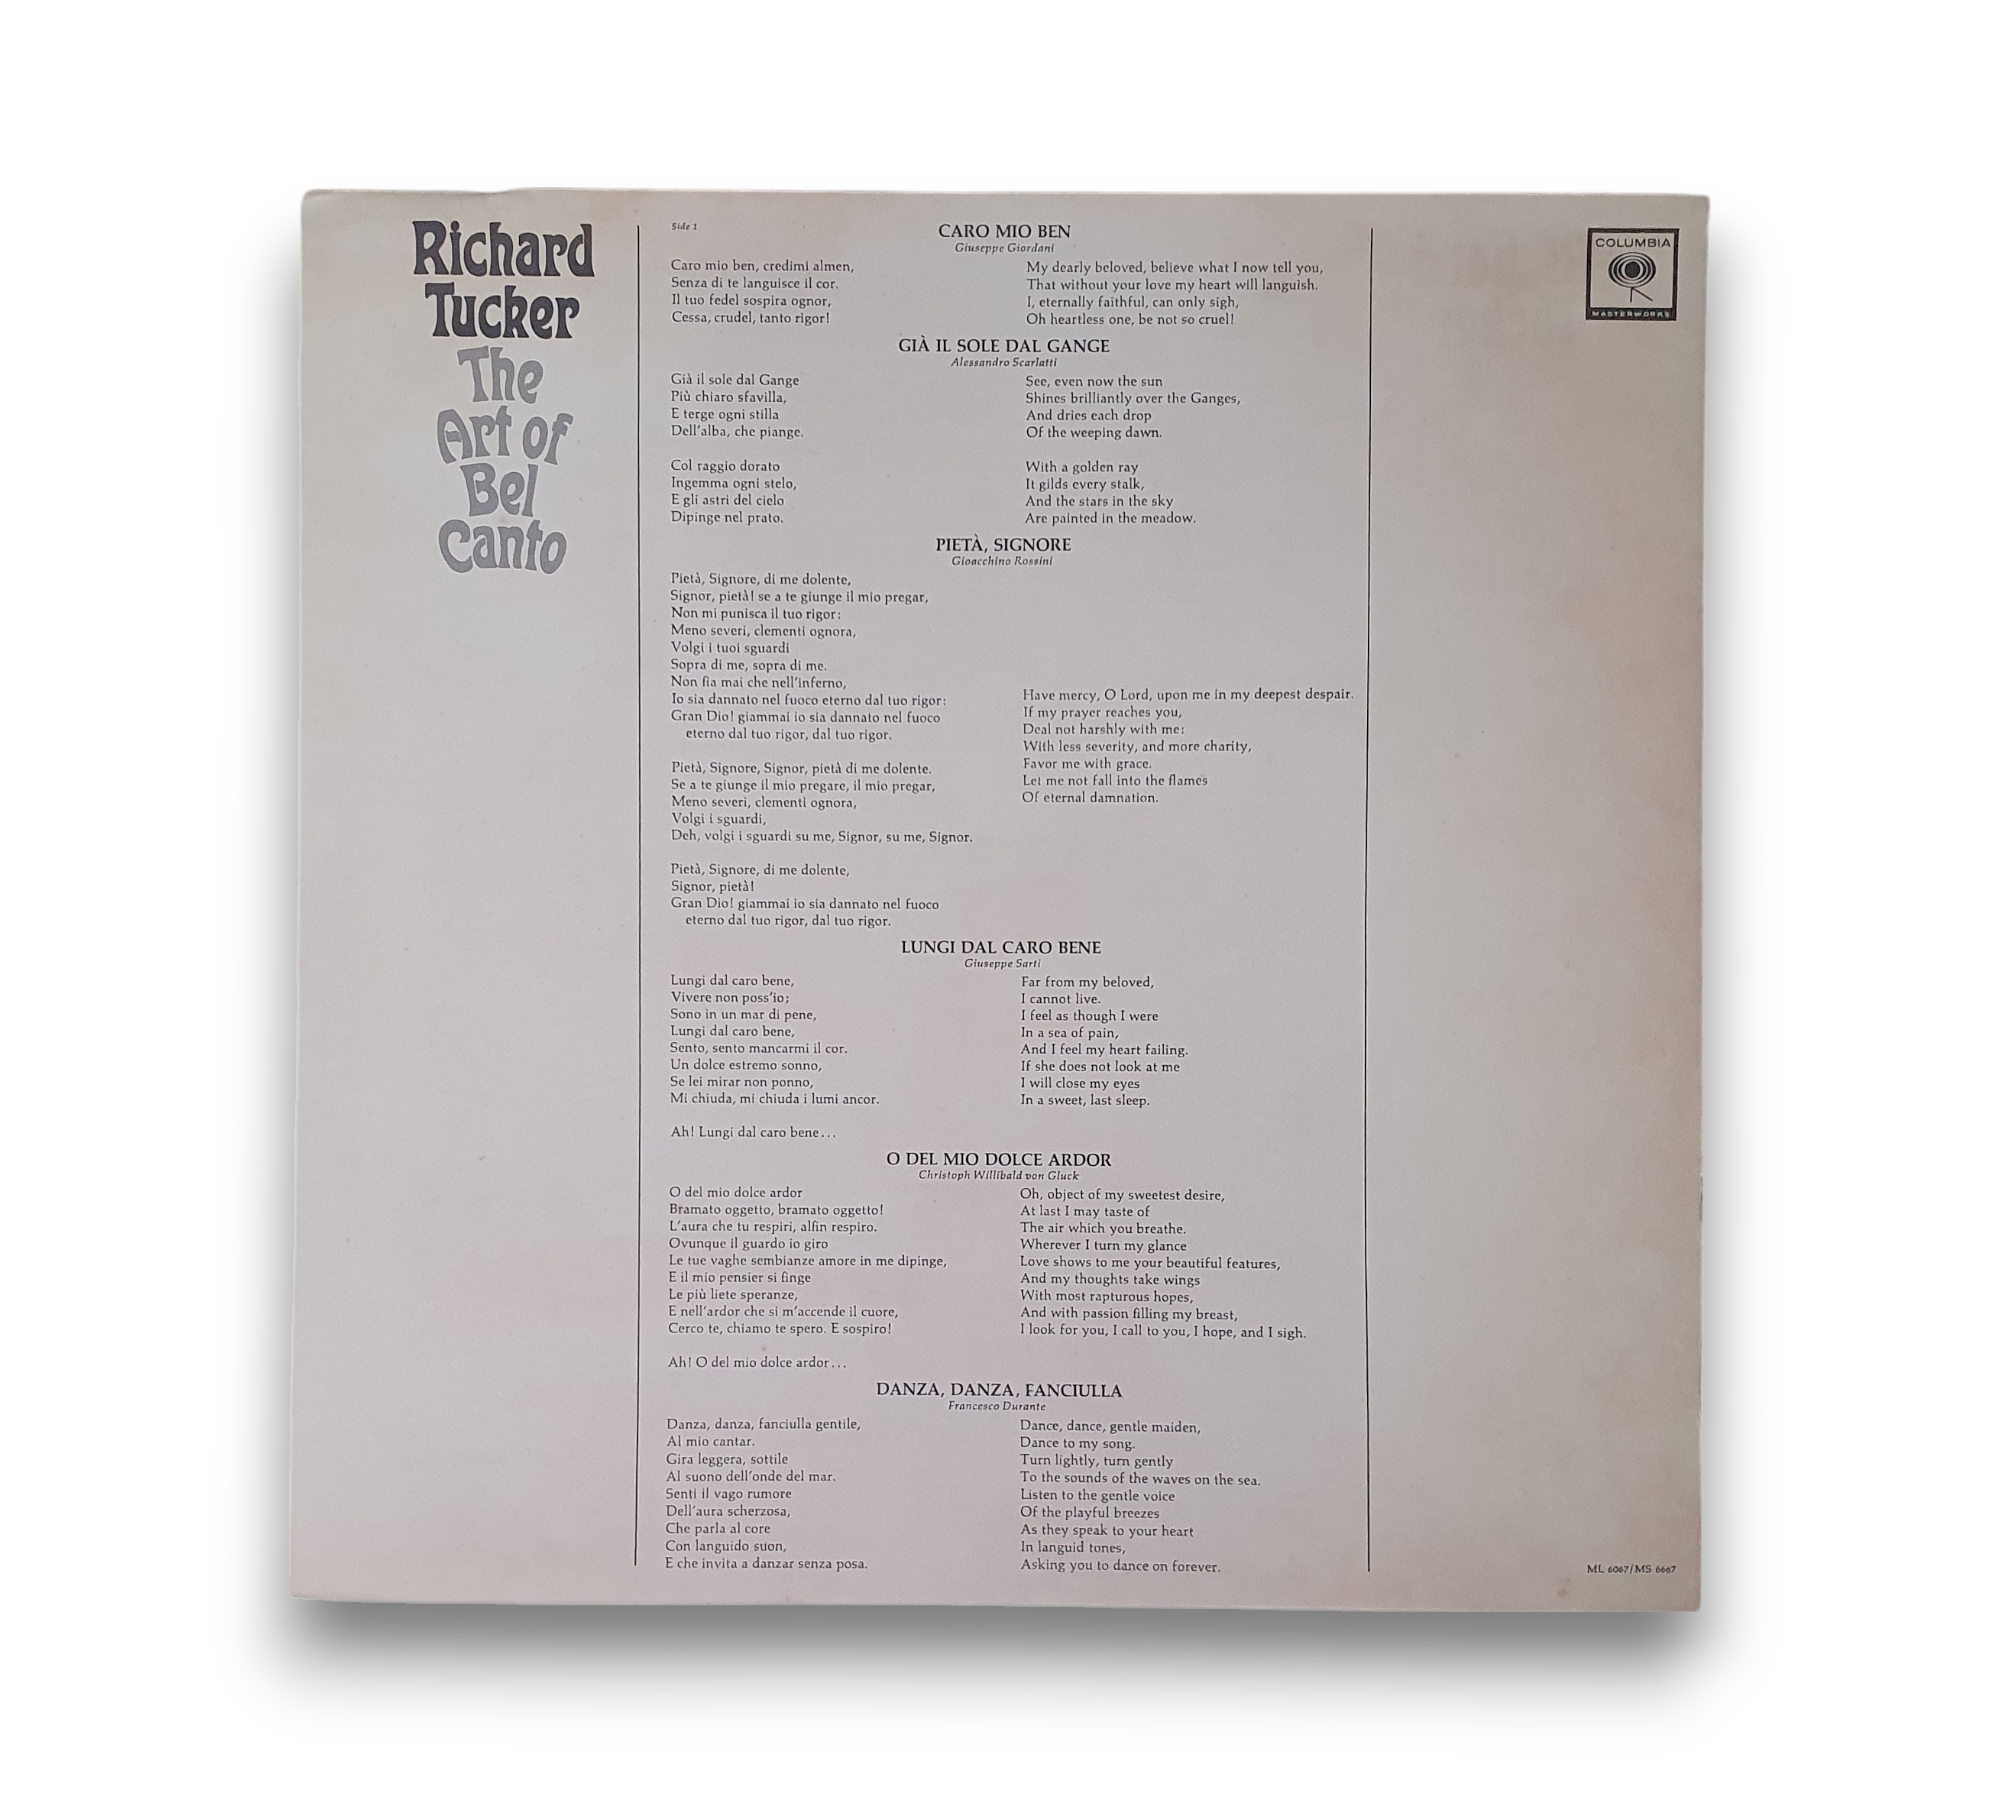 Richard
Tucker
The
Art of
Bel
Canto
Side 1
CARO MIO BEN
Giuseppe Giordani
Caro mio ben, credimi almen,
Senza di te languisce il cor.
Il tuo fedel sospira ognor,
Cessa, crudel, tanto rigor!
My dearly beloved, believe what I now tell you,
That without your love my heart will languish.
I, eternally faithful, can only sigh,
Oh heartless one, be not so cruel!
GIÀ IL SOLE DAL GANGE
Alessandro Scarlatti
Già il sole dal Gange
Più chiaro sfavilla,
E terge ogni stilla
Dell'alba, che piange.
Col raggio dorato
Ingemma ogni stelo,
E gli astri del cielo
Dipinge nel prato.
See, even now the sun
Shines brilliantly over the Ganges,
And dries each drop
Of the weeping dawn.
With a golden ray
It gilds every stalk,
And the stars in the sky
Are painted in the meadow.
PIETÀ, SIGNORE
Gioacchino Rossini
Pietà, Signore, di me dolente,
Signor, pietà! se a te giunge il mio pregar,
Non mi punisca il tuo rigor:
Meno severi, clementi ognora,
Volgi i tuoi sguardi
Sopra di me, sopra di me.
Non fia mai che nell'inferno,
Io sia dannato nel fuoco eterno dal tuo rigor:
Gran Dio! giammai io sia dannato nel fuoco
eterno dal tuo rigor, dal tuo rigor.
Pietà, Signore, Signor, pietà di me dolente.
Se a te giunge il mio pregare, il mio pregar,
Meno severi, clementi ognora,
Volgi i sguardi,
Deh, volgi i sguardi su me, Signor, su me, Signor.
Pietà, Signore, di me dolente,
Signor, pietà!
Gran Dio! giammai io sia dannato nel fuoco
eterno dal tuo rigor, dal tuo rigor.
Have mercy, O Lord, upon me in my deepest despair.
If my prayer reaches you,
Deal not harshly with me:
With less severity, and more charity,
Favor me with grace.
Let me not fall into the flames
Of eternal damnation.
LUNGI DAL CARO BENE
Giuseppe Sarti
Lungi dal caro bene,
Vivere non poss'io;
Sono in un mar di pene,
Lungi dal caro bene,
Sento, sento mancarmi il cor.
Un dolce estremo sonno,
Se lei mirar non ponno,
Mi chiuda, mi chiuda i lumi ancor.
Ah! Lungi dal caro bene...
Far from my beloved,
I cannot live.
I feel as though I were
In a sea of pain,
And I feel my heart failing.
If she does not look at me
I will close my eyes
In a sweet, last sleep.
O DEL MIO DOLCE ARDOR
Christoph Willibald von Gluck
O del mio dolce ardor
Bramato oggetto, bramato oggetto!
L'aura che tu respiri, alfin respiro.
Ovunque il guardo io giro
Le tue vaghe sembianze amore in me dipinge,
E il mio pensier si finge
Le più liete speranze,
E nell'ardor che si m'accende il cuore,
Cerco te, chiamo te spero. E sospiro!
Ah! O del mio dolce ardor...
Oh, object of my sweetest desire,
At last I may taste of
The air which you breathe.
Wherever I turn my glance
Love shows to me your beautiful features,
And my thoughts take wings
With most rapturous hopes,
And with passion filling my breast,
I look for you, I call to you, I hope, and I sigh.
DANZA, DANZA, FANCIULLA
Francesco Durante
Danza, danza, fanciulla gentile,
Al mio cantar.
Gira leggera, sottile
Al suono dell'onde del mar.
Senti il vago rumore
Dell'aura scherzosa,
Che parla al core
Con languido suon,
E che invita a danzar senza posa.
Dance, dance, gentle maiden,
Dance to my song.
Turn lightly, turn gently
To the sounds of the waves on the sea.
Listen to the gentle voice
Of the playful breezes
As they speak to your heart
In languid tones,
Asking you to dance on forever.
COLUMBIA
MASTERWORKS
ML 6067/MS 6667